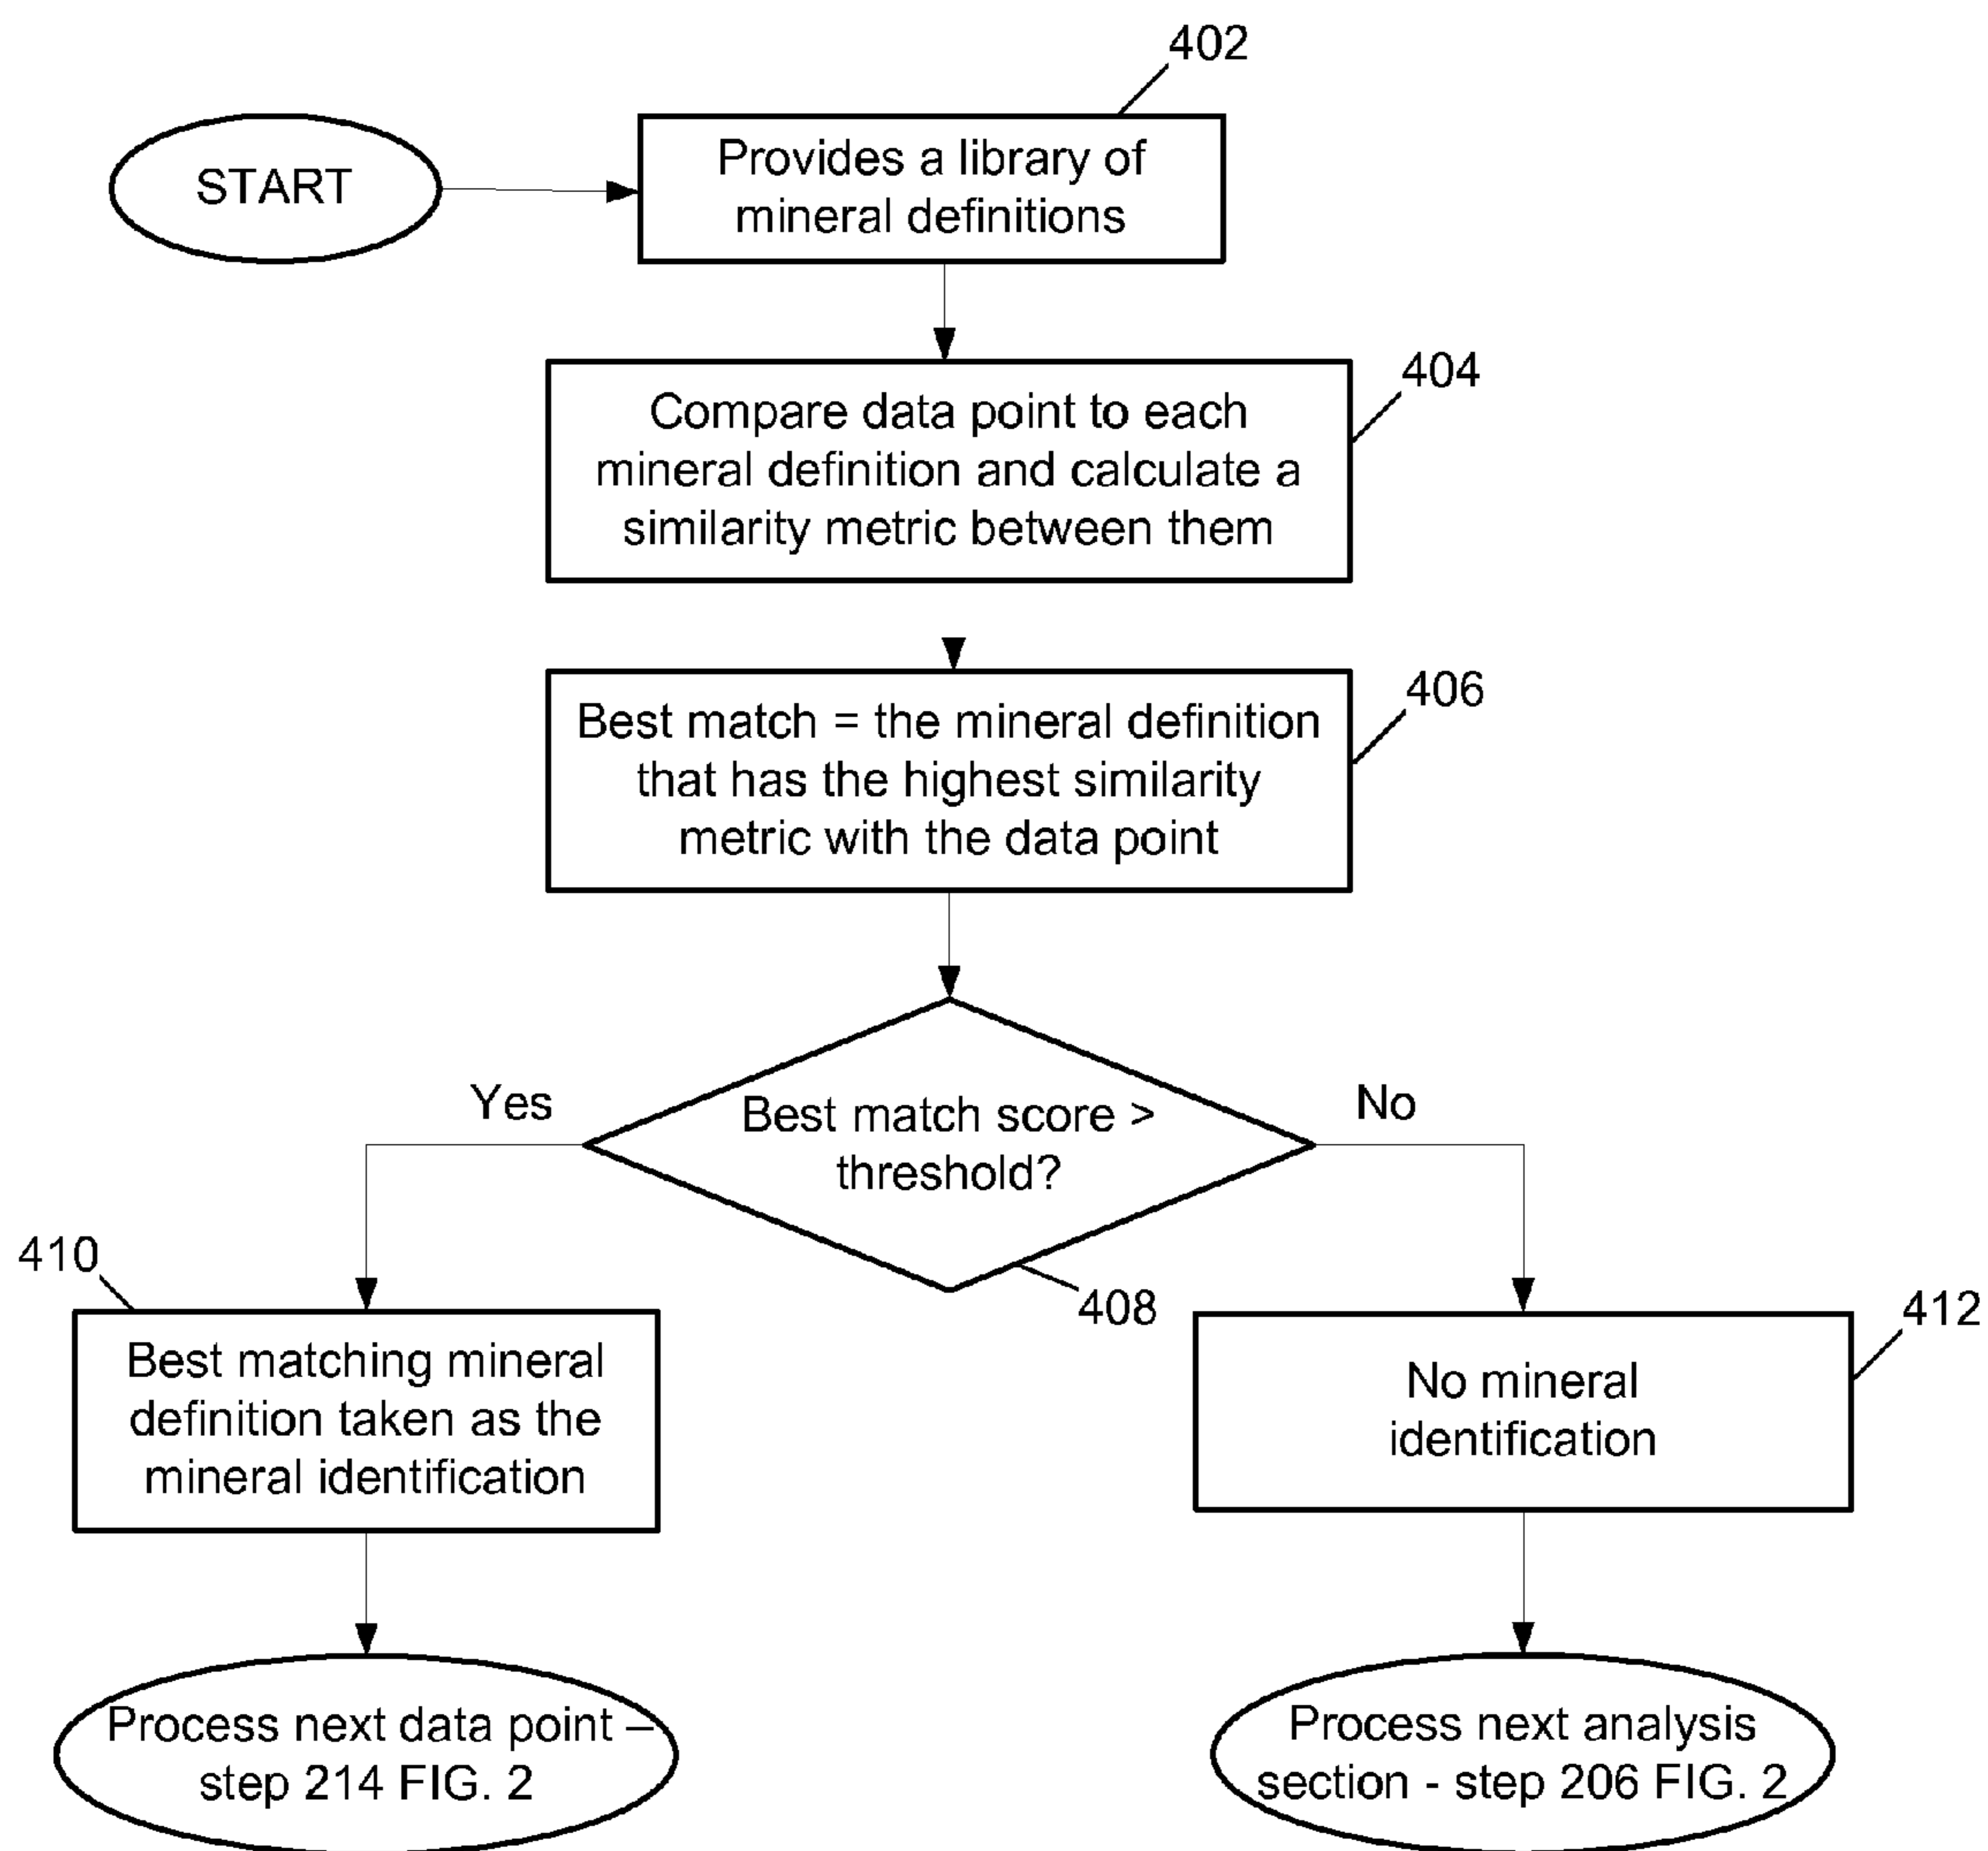 402
START
Provides a library of
mineral definitions
404
Compare data point to each
mineral definition and calculate a
similarity metric between them
406
Best match = the mineral definition
that has the highest similarity
metric with the data point
Yes
No
Best match score >
threshold?
408
410
Best matching mineral
definition taken as the
mineral identification
412
No mineral
identification
Process next data point –
step 214 FIG. 2
Process next analysis
section - step 206 FIG. 2